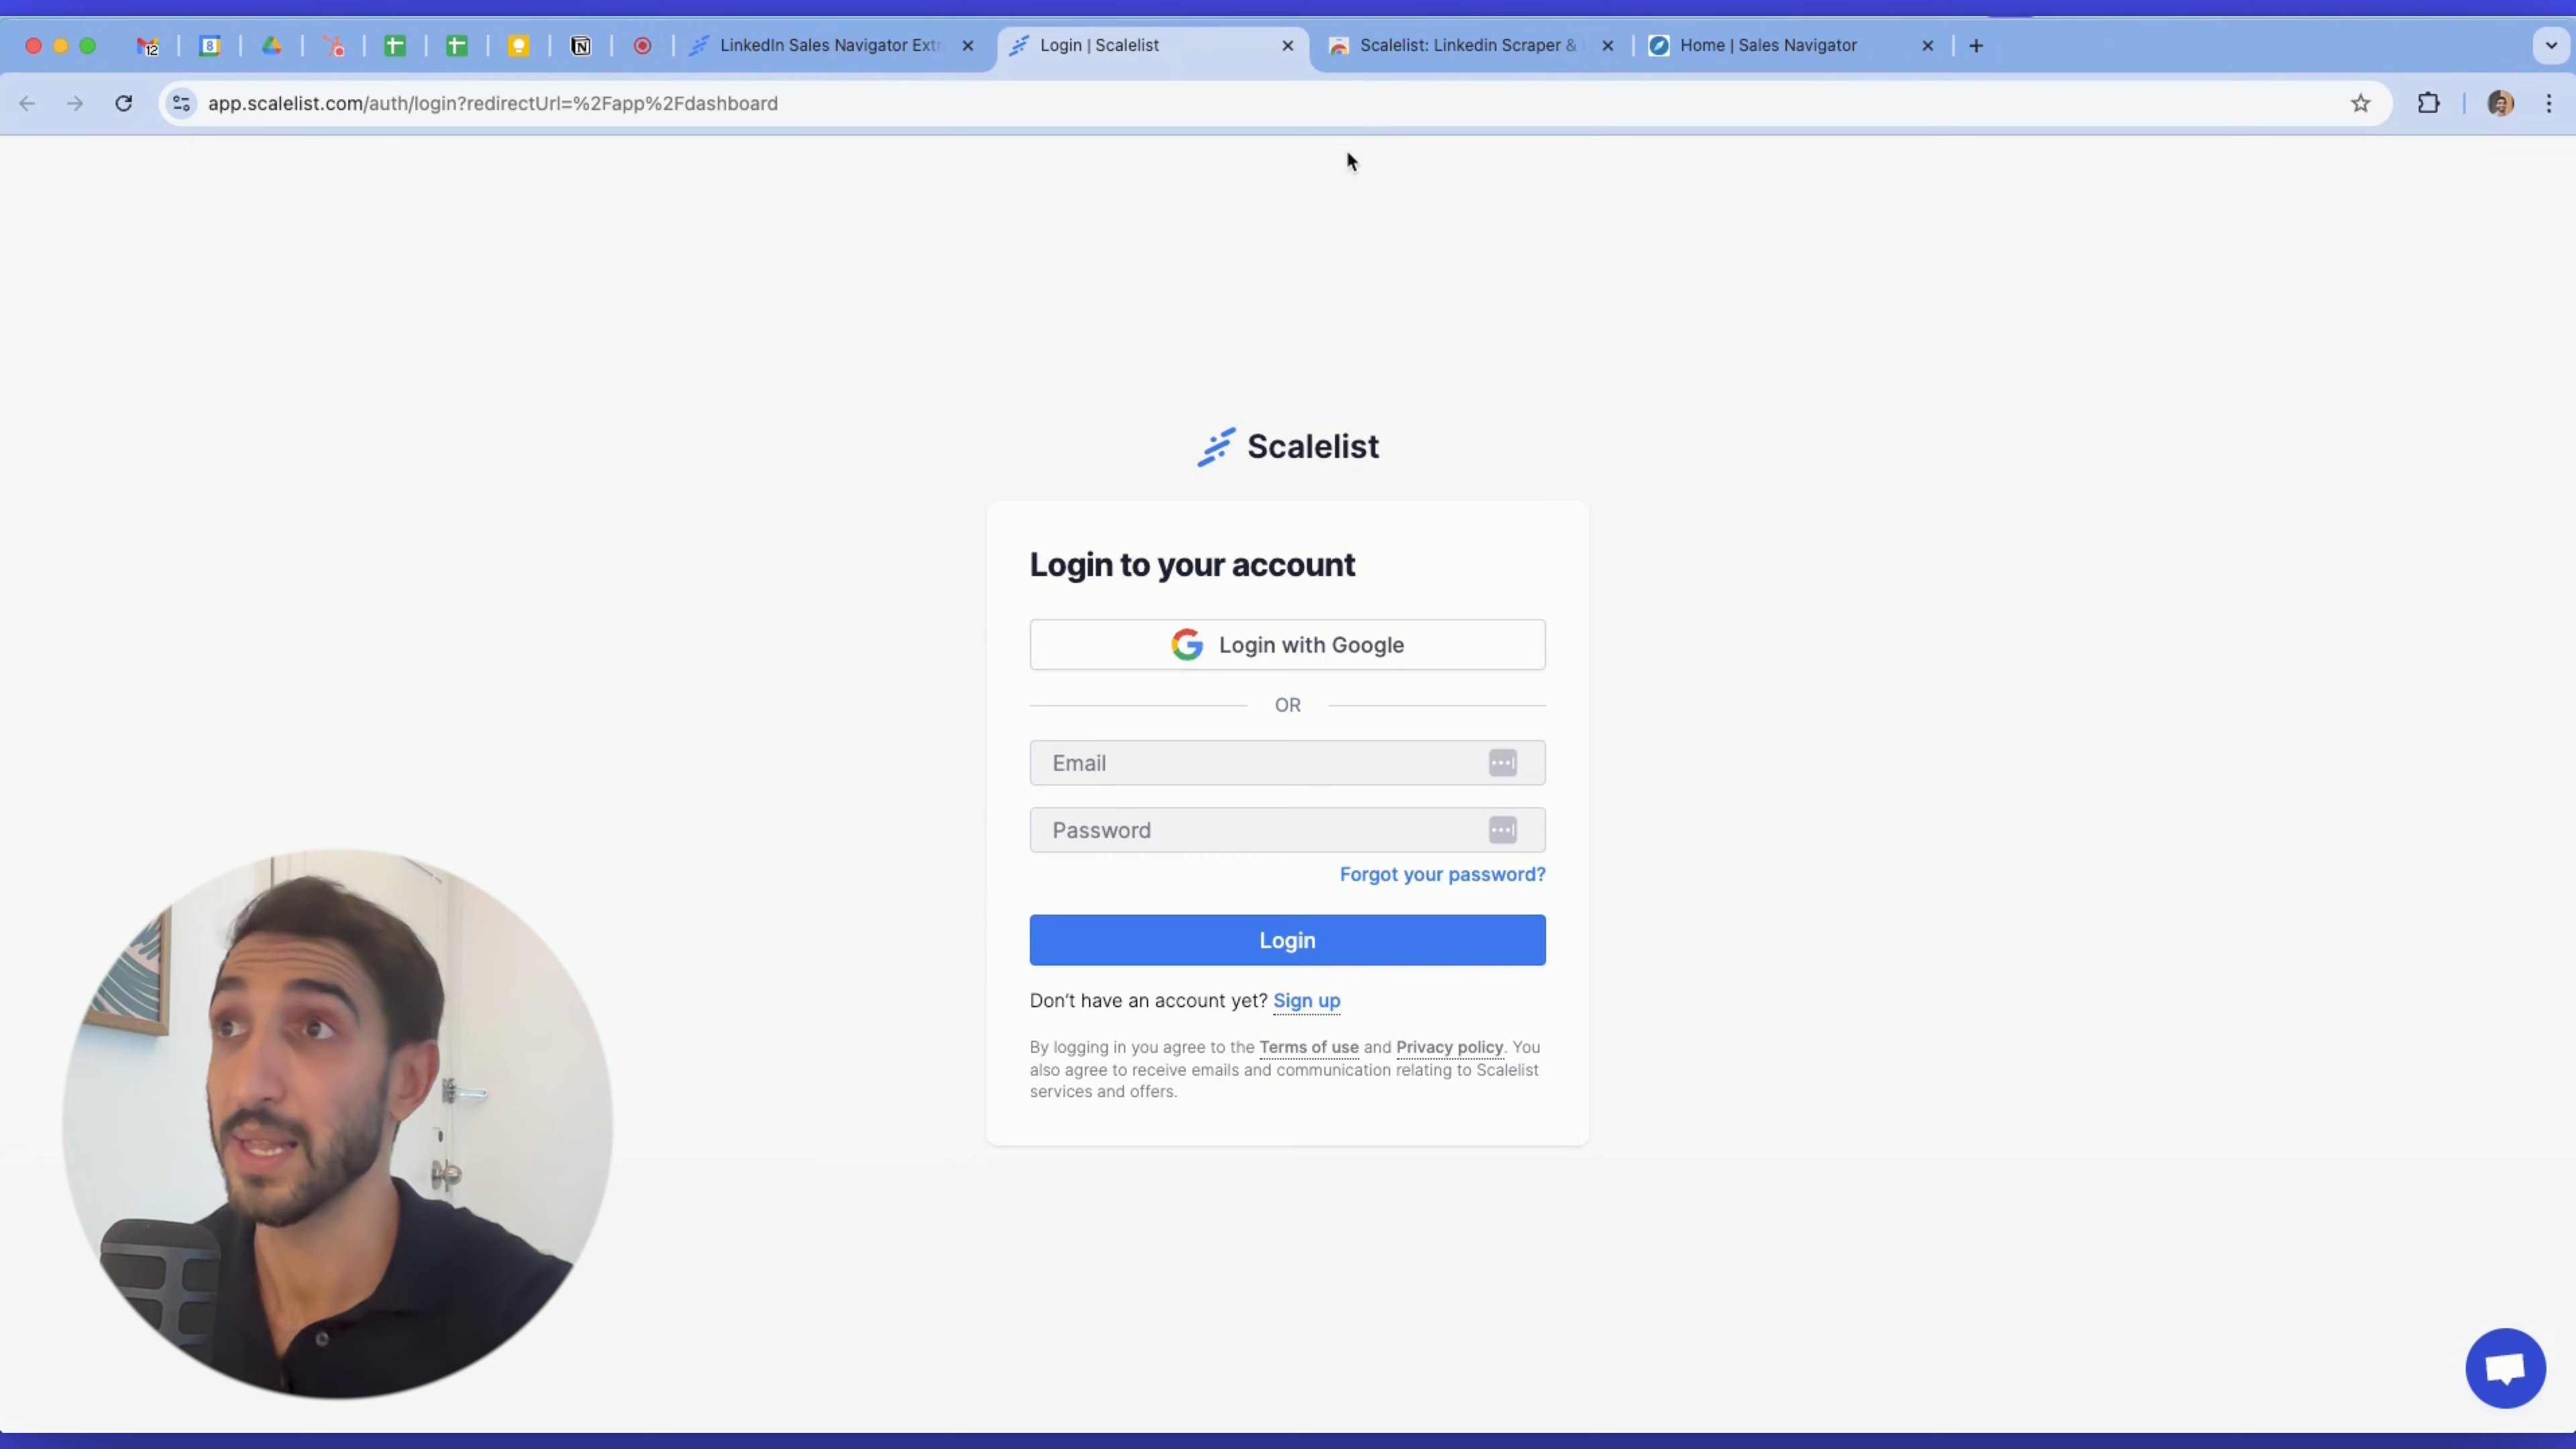 12
8
LinkedIn Sales Navigator Extr
Login | Scalelist
Scalelist: Linkedin Scraper &
Home | Sales Navigator
app.scalelist.com/auth/login?redirectUrl=%2Fapp%2Fdashboard
Scalelist
Login to your account
Login with Google
OR
Email
Password
Forgot your password?
Login
Don't have an account yet? Sign up
By logging in you agree to the Terms of use and Privacy policy. You
also agree to receive emails and communication relating to Scalelist
services and offers.